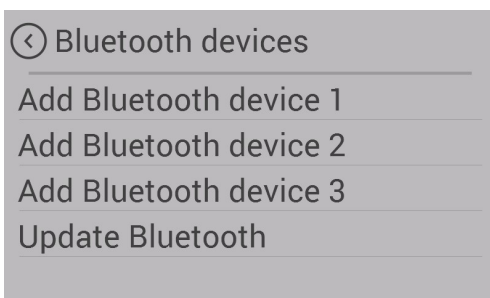 Bluetooth devices
Add Bluetooth device 1
Add Bluetooth device 2
Add Bluetooth device 3
Update Bluetooth